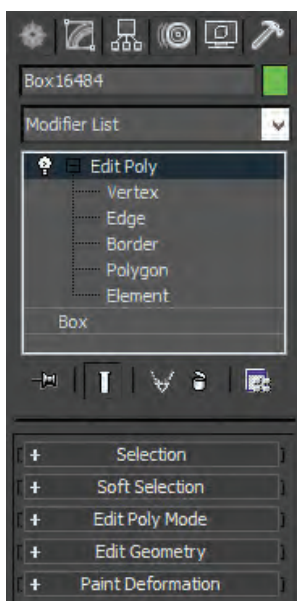 Box16484
Modifier List
Edit Poly
Vertex
Edge
Border
Polygon
Element
Box
+ Selection
+ Soft Selection
+ Edit Poly Mode
+ Edit Geometry
+ Paint Deformation